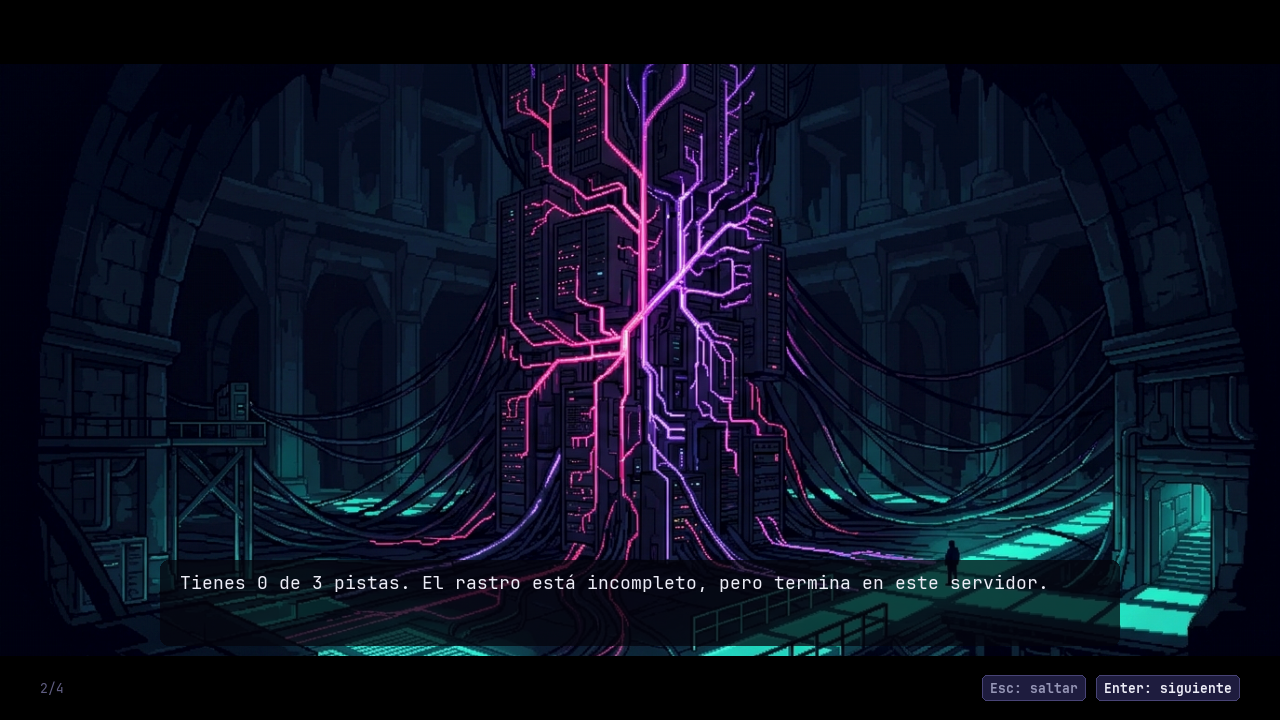 Tienes 0 de 3 pistas. El rastro está incompleto, pero termina en este servidor.
2/4
Esc: saltar
Enter: siguiente